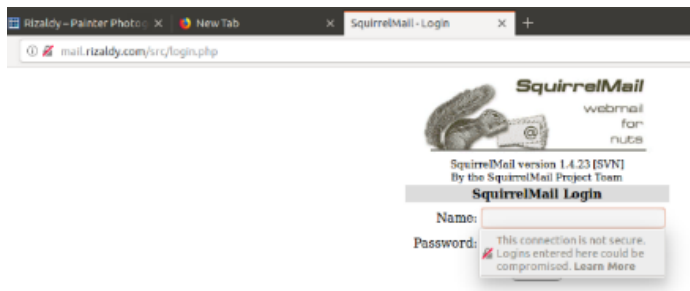 Rizaldy – Painter Photog
New Tab
SquirrelMail - Login
mail.rizaldy.com/src/login.php
SquirrelMail
webmail
for
nuts
@
SquirrelMail version 1.4.23 [SVN]
By the SquirrelMail Project Team
SquirrelMail Login
Name:
Password:
This connection is not secure.
Logins entered here could be
compromised. Learn More